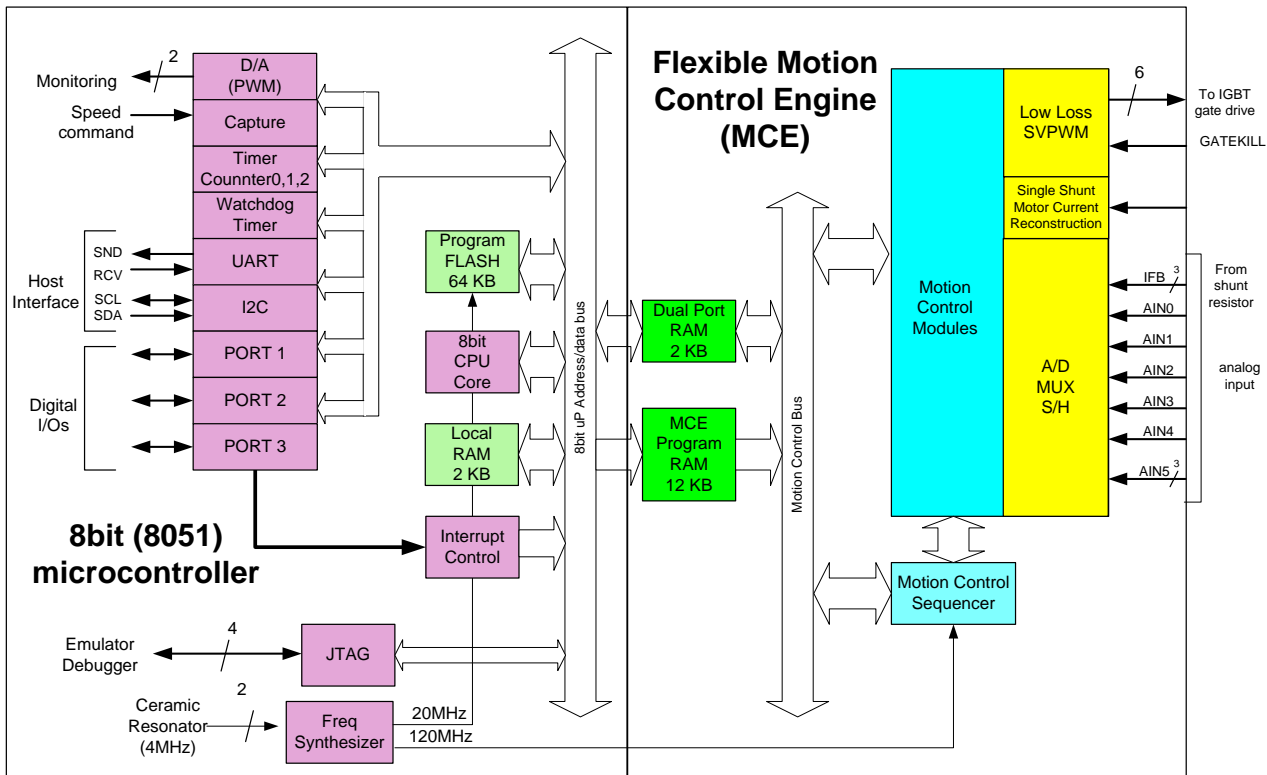 Monitoring
2
Speed
command
D/A
(PWM)
Capture
Timer
Counnter0,1,2
Watchdog
Timer
UART
I2C
PORT 1
PORT 2
PORT 3
SND
RCV
SCL
SDA
Host
Interface
Digital
I/Os
8bit (8051)
microcontroller
Program
FLASH
64 KB
8bit
CPU
Core
Local
RAM
2 KB
Interrupt
Control
Emulator
Debugger
4
JTAG
Ceramic
Resonator
(4MHz)
2
Freq
Synthesizer
20MHz
120MHz
8bit uP Address/data bus
Flexible Motion
Control Engine
(MCE)
Dual Port
RAM
2 KB
MCE
Program
RAM
12 KB
Motion Control Bus
Motion
Control
Modules
Low Loss
SVPWM
Single Shunt
Motor Current
Reconstruction
A/D
MUX
S/H
Motion Control
Sequencer
6
To IGBT
gate drive
GATEKILL
IFB
3
AIN0
AIN1
AIN2
AIN3
AIN4
AIN5
3
From
shunt
resistor
analog
input